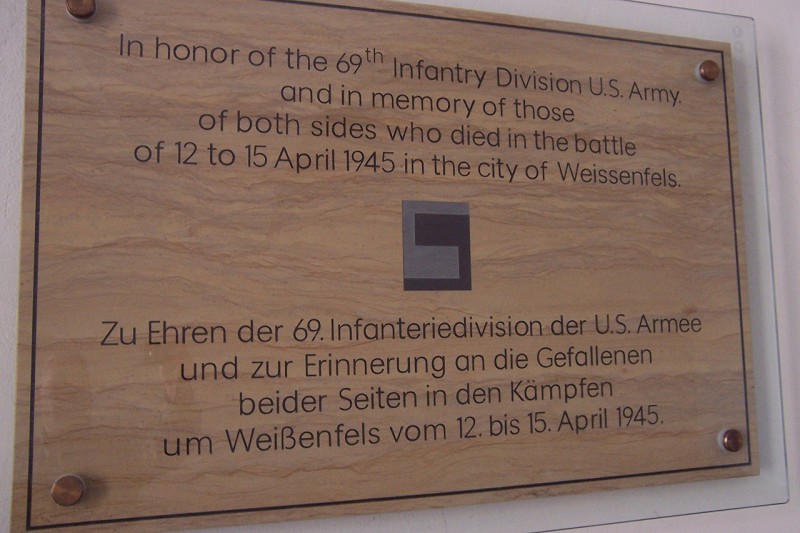 In honor of the 69th Infantry Division U.S. Army.
and in memory of those
of both sides who died in the battle
of 12 to 15 April 1945 in the city of Weissenfels.
Zu Ehren der 69. Infanteriedivision der U.S. Armee
und zur Erinnerung an die Gefallenen
beider Seiten in den Kämpfen
um Weißenfels vom 12. bis 15. April 1945.